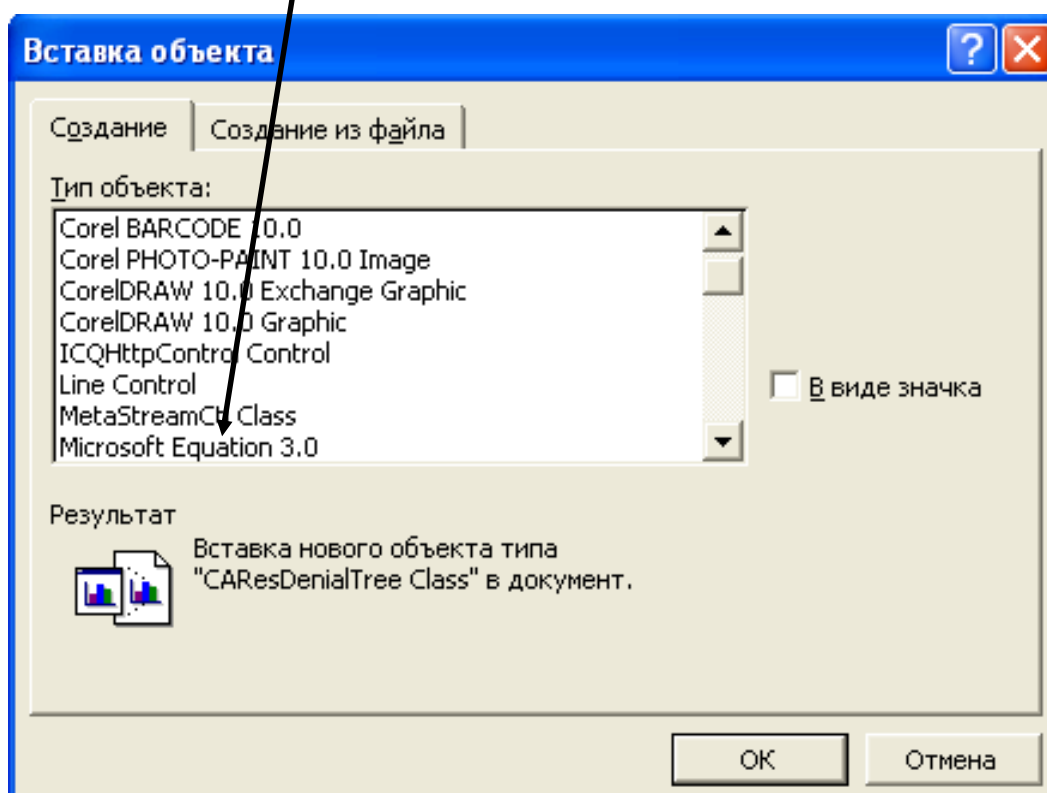 Вставка объекта
Создание
Создание из файла
Тип объекта:
Corel BARCODE 10.0
Corel PHOTO-PAINT 10.0 Image
CorelDRAW 10.0 Exchange Graphic
CorelDRAW 10.0 Graphic
ICQHttpControl Control
Line Control
MetaStreamCtl Class
Microsoft Equation 3.0
В виде значка
Результат
Вставка нового объекта типа
"CAResDenialTree Class" в документ.
ОК
Отмена